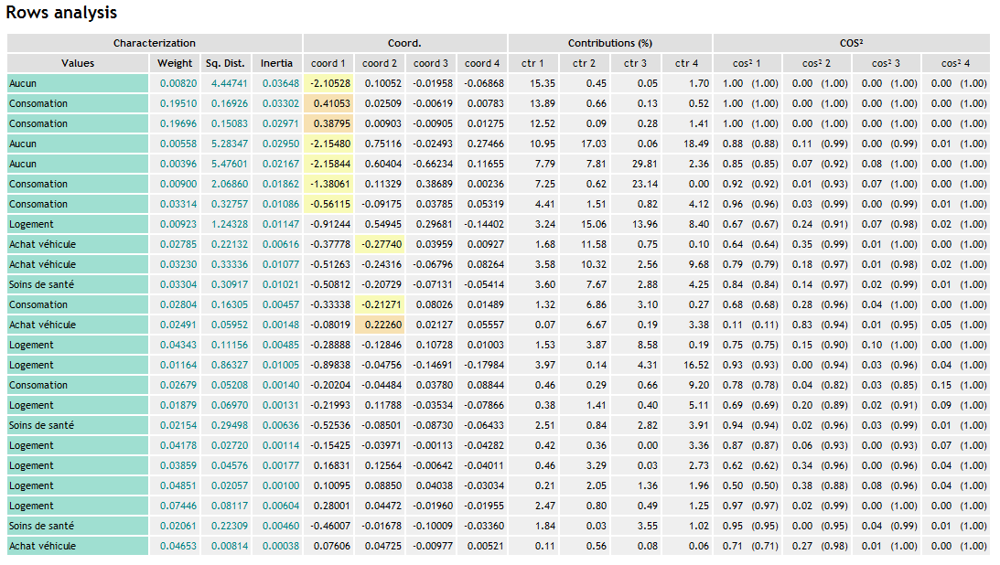 Rows analysis
Characterization Coord. Contributions (%) COS²
Values Weight Sq. Dist. Inertia coord 1 coord 2 coord 3 coord 4 ctr 1 ctr 2 ctr 3 ctr 4 cos² 1 cos² 2 cos² 3 cos² 4
Aucun 0.00820 4.44741 0.03648 -2.10528 0.10052 -0.01958 -0.06868 15.35 0.45 0.05 1.70 1.00 (1.00) 0.00 (1.00) 0.00 (1.00) 0.00 (1.00)
Consomation 0.19510 0.16926 0.03302 0.41053 0.02509 -0.00619 0.00783 13.89 0.66 0.13 0.52 1.00 (1.00) 0.00 (1.00) 0.00 (1.00) 0.00 (1.00)
Consomation 0.19696 0.15083 0.02971 0.38795 0.00903 -0.00905 0.01275 12.52 0.09 0.28 1.41 1.00 (1.00) 0.00 (1.00) 0.00 (1.00) 0.00 (1.00)
Aucun 0.00558 5.28347 0.02950 -2.15480 0.75116 -0.02493 0.27466 10.95 17.03 0.06 18.49 0.88 (0.88) 0.11 (0.99) 0.00 (0.99) 0.01 (1.00)
Aucun 0.00396 5.47601 0.02167 -2.15844 0.60404 -0.66234 0.11655 7.79 7.81 29.81 2.36 0.85 (0.85) 0.07 (0.92) 0.08 (1.00) 0.00 (1.00)
Consomation 0.00900 2.06860 0.01862 -1.38061 0.11329 0.38689 0.00236 7.25 0.62 23.14 0.00 0.92 (0.92) 0.01 (0.93) 0.07 (1.00) 0.00 (1.00)
Consomation 0.03314 0.32757 0.01086 -0.56115 -0.09175 0.03785 0.05319 4.41 1.51 0.82 4.12 0.96 (0.96) 0.03 (0.99) 0.00 (0.99) 0.01 (1.00)
Logement 0.00923 1.24328 0.01147 -0.91244 0.54945 0.29681 -0.14402 3.24 15.06 13.96 8.40 0.67 (0.67) 0.24 (0.91) 0.07 (0.98) 0.02 (1.00)
Achat véhicule 0.02785 0.22132 0.00616 -0.37778 -0.27740 0.03959 0.00927 1.68 11.58 0.75 0.10 0.64 (0.64) 0.35 (0.99) 0.01 (1.00) 0.00 (1.00)
Achat véhicule 0.03230 0.33336 0.01077 -0.51263 -0.24316 -0.06796 0.08264 3.58 10.32 2.56 9.68 0.79 (0.79) 0.18 (0.97) 0.01 (0.98) 0.02 (1.00)
Soins de santé 0.03304 0.30917 0.01021 -0.50812 -0.20729 -0.07131 -0.05414 3.60 7.67 2.88 4.25 0.84 (0.84) 0.14 (0.97) 0.02 (0.99) 0.01 (1.00)
Consomation 0.02804 0.16305 0.00457 -0.33338 -0.21271 0.08026 0.01489 1.32 6.86 3.10 0.27 0.68 (0.68) 0.28 (0.96) 0.04 (1.00) 0.00 (1.00)
Achat véhicule 0.02491 0.05952 0.00148 -0.08019 0.22260 0.02127 0.05557 0.07 6.67 0.19 3.38 0.11 (0.11) 0.83 (0.94) 0.01 (0.95) 0.05 (1.00)
Logement 0.04343 0.11156 0.00485 -0.28888 -0.12846 0.10728 0.01003 1.53 3.87 8.58 0.19 0.75 (0.75) 0.15 (0.90) 0.10 (1.00) 0.00 (1.00)
Logement 0.01164 0.86327 0.01005 -0.89838 -0.04756 -0.14691 -0.17984 3.97 0.14 4.31 16.52 0.93 (0.93) 0.00 (0.94) 0.03 (0.96) 0.04 (1.00)
Consomation 0.02679 0.05208 0.00140 -0.20204 -0.04484 0.03780 0.08844 0.46 0.29 0.66 9.20 0.78 (0.78) 0.04 (0.82) 0.03 (0.85) 0.15 (1.00)
Logement 0.01879 0.06970 0.00131 -0.21993 0.11788 -0.03534 -0.07866 0.38 1.41 0.40 5.11 0.69 (0.69) 0.20 (0.89) 0.02 (0.91) 0.09 (1.00)
Soins de santé 0.02154 0.29498 0.00636 -0.52536 -0.08501 -0.08730 -0.06433 2.51 0.84 2.82 3.91 0.94 (0.94) 0.02 (0.96) 0.03 (0.99) 0.01 (1.00)
Logement 0.04178 0.02720 0.00114 -0.15425 -0.03971 -0.00113 -0.04282 0.42 0.36 0.00 3.36 0.87 (0.87) 0.06 (0.93) 0.00 (0.93) 0.07 (1.00)
Logement 0.03859 0.04576 0.00177 0.16831 0.12564 -0.00642 -0.04011 0.46 3.29 0.03 2.73 0.62 (0.62) 0.34 (0.96) 0.00 (0.96) 0.04 (1.00)
Logement 0.04851 0.02057 0.00100 0.10095 0.08850 0.04038 -0.03034 0.21 2.05 1.36 1.96 0.50 (0.50) 0.38 (0.88) 0.08 (0.96) 0.04 (1.00)
Logement 0.07446 0.08117 0.00604 0.28001 0.04472 -0.01960 -0.01955 2.47 0.80 0.49 1.25 0.97 (0.97) 0.02 (0.99) 0.00 (1.00) 0.00 (1.00)
Soins de santé 0.02061 0.22309 0.00460 -0.46007 -0.01678 -0.10009 -0.03360 1.84 0.03 3.55 1.02 0.95 (0.95) 0.00 (0.95) 0.04 (0.99) 0.01 (1.00)
Achat véhicule 0.04653 0.00814 0.00038 0.07606 0.04725 -0.00977 0.00521 0.11 0.56 0.08 0.06 0.71 (0.71) 0.27 (0.98) 0.01 (1.00) 0.00 (1.00)